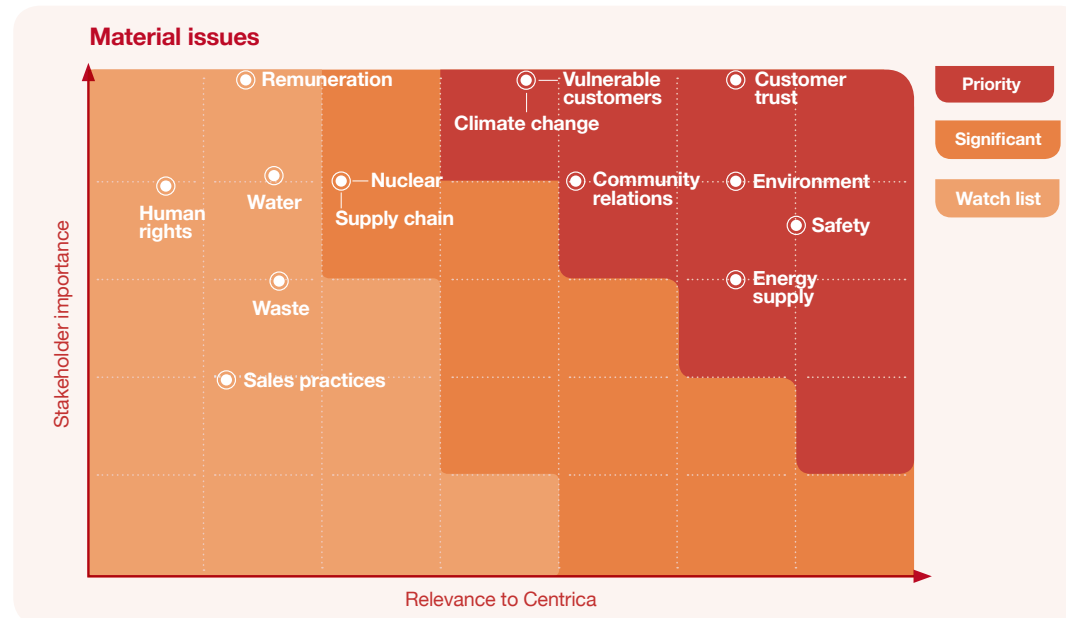 Material issues
Remuneration
Vulnerable
customers
Customer
trust
Climate change
Priority
Significant
Watch list
Human
rights
Water
Nuclear
Supply chain
Community
relations
Environment
Safety
Waste
Energy
supply
Sales practices
Stakeholder importance
Relevance to Centrica